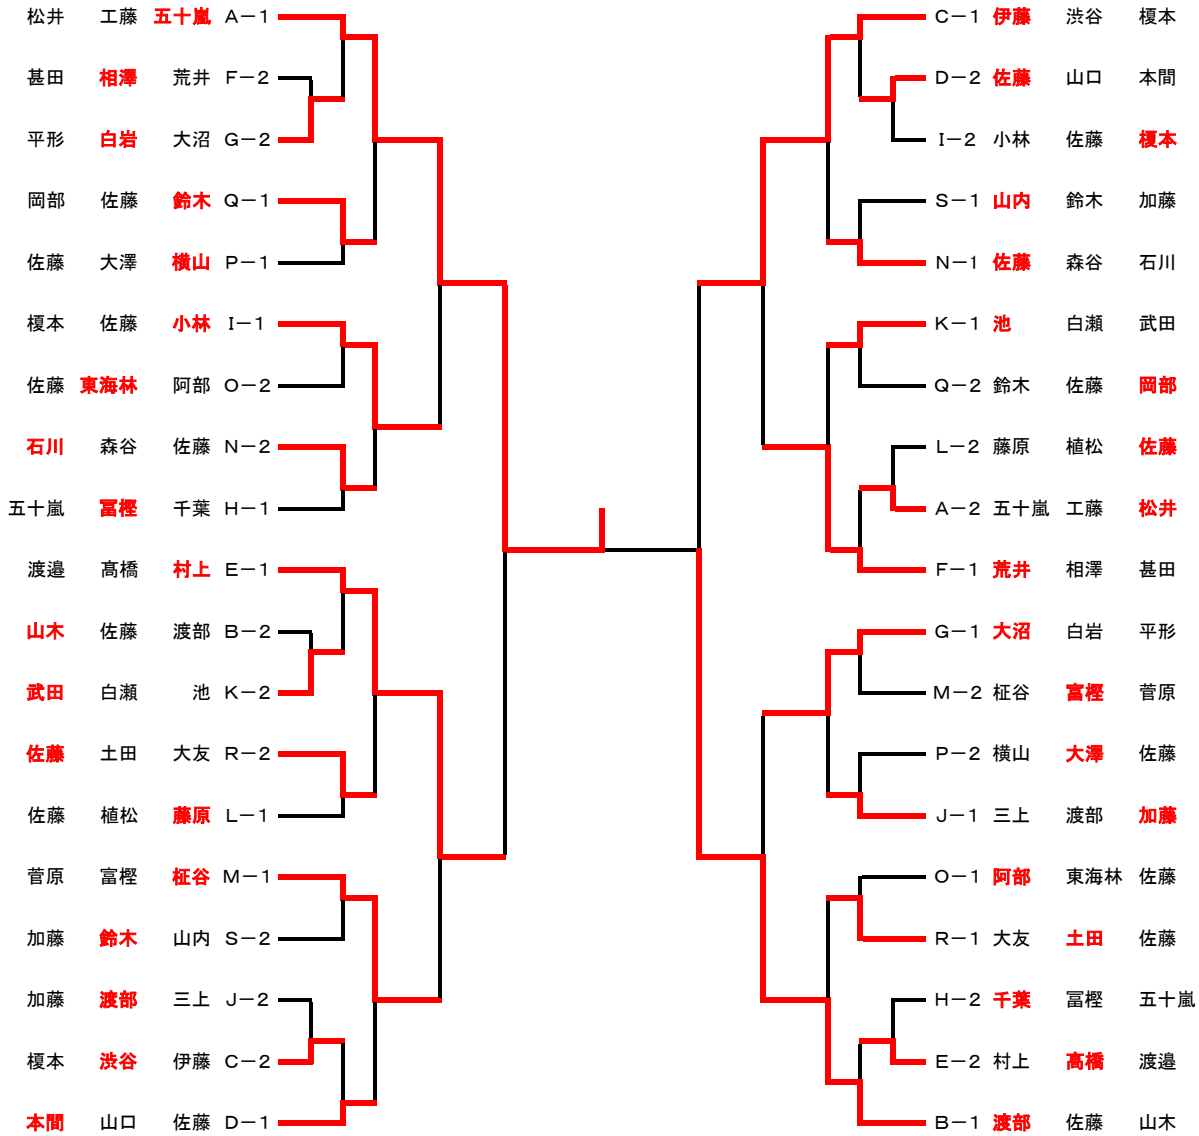 松井 工藤 五十嵐 A－1
甚田 相澤 荒井 F－2
平形 白岩 大沼 G－2
岡部 佐藤 鈴木 Q－1
佐藤 大澤 横山 P－1
榎本 佐藤 小林 I－1
佐藤 東海林 阿部 O－2
石川 森谷 佐藤 N－2
五十嵐 冨樫 千葉 H－1
渡邉 髙橋 村上 E－1
山木 佐藤 渡部 B－2
武田 白瀬 池 K－2
佐藤 土田 大友 R－2
佐藤 植松 藤原 L－1
菅原 富樫 柾谷 M－1
加藤 鈴木 山内 S－2
加藤 渡部 三上 J－2
榎本 渋谷 伊藤 C－2
本間 山口 佐藤 D－1
C－1 伊藤 渋谷 榎本
D－2 佐藤 山口 本間
I－2 小林 佐藤 榎本
S－1 山内 鈴木 加藤
N－1 佐藤 森谷 石川
K－1 池 白瀬 武田
Q－2 鈴木 佐藤 岡部
L－2 藤原 植松 佐藤
A－2 五十嵐 工藤 松井
F－1 荒井 相澤 甚田
G－1 大沼 白岩 平形
M－2 柾谷 富樫 菅原
P－2 横山 大澤 佐藤
J－1 三上 渡部 加藤
O－1 阿部 東海林 佐藤
R－1 大友 土田 佐藤
H－2 千葉 冨樫 五十嵐
E－2 村上 髙橋 渡邉
B－1 渡部 佐藤 山木